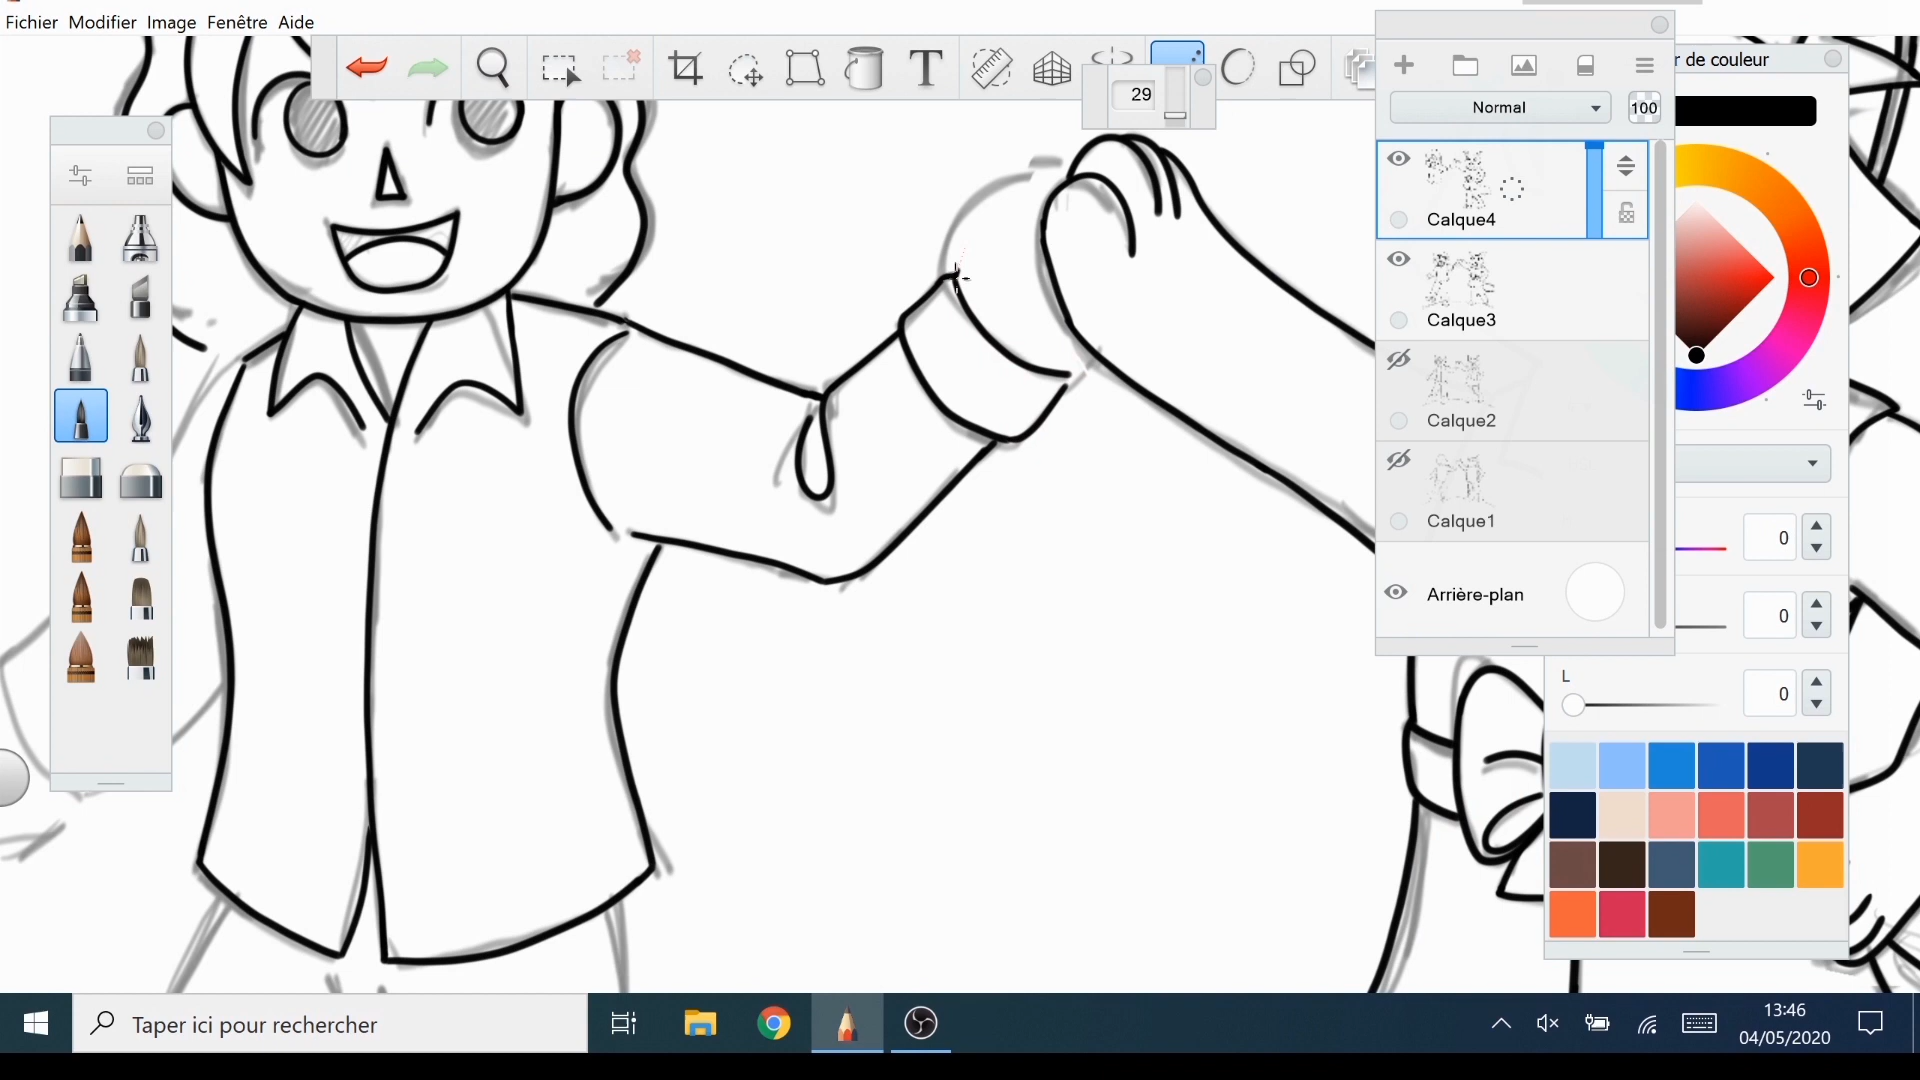 Fichier Modifier Image Fenêtre Aide
r de couleur
29
Normal
100
Calque4
Calque3
Calque2
Calque1
Arrière-plan
0
0
L
0
Taper ici pour rechercher
13:46
04/05/2020